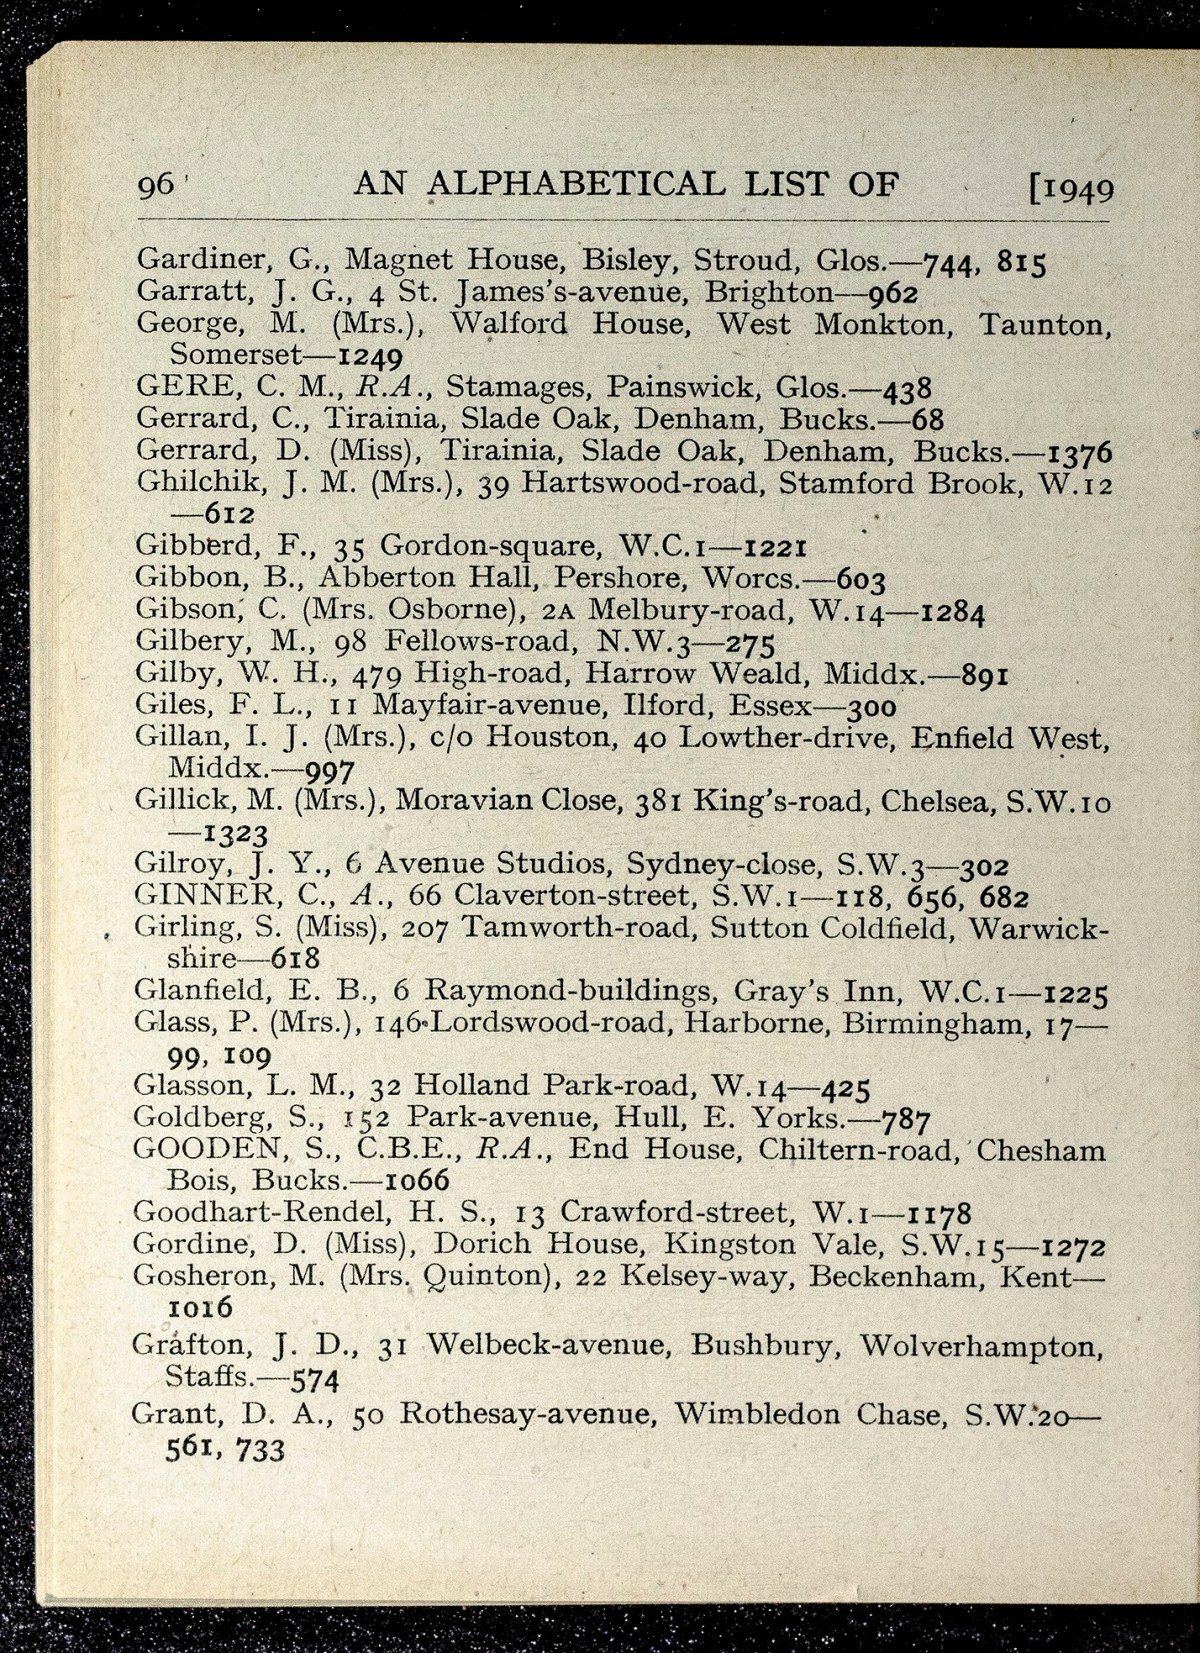 96 AN ALPHABETICAL LIST OF [1949
Gardiner, G., Magnet House, Bisley, Stroud, Glos.—744, 815
Garratt, J. G., 4 St. James's-avenue, Brighton—962
George, M. (Mrs.), Walford House, West Monkton, Taunton,
Somerset—1249
GERE, C. M., R.A., Stamages, Painswick, Glos.—438
Gerrard, C., Tirainia, Slade Oak, Denham, Bucks.—68
Gerrard, D. (Miss), Tirainia, Slade Oak, Denham, Bucks.—1376
Ghilchik, J. M. (Mrs.), 39 Hartswood-road, Stamford Brook, W.12
—612
Gibberd, F., 35 Gordon-square, W.C.1—1221
Gibbon, B., Abberton Hall, Pershore, Worcs.—603
Gibson, C. (Mrs. Osborne), 2A Melbury-road, W.14—1284
Gilbery, M., 98 Fellows-road, N.W.3—275
Gilby, W. H., 479 High-road, Harrow Weald, Middx.—891
Giles, F. L., 11 Mayfair-avenue, Ilford, Essex—300
Gillan, I. J. (Mrs.), c/o Houston, 40 Lowther-drive, Enfield West,
Middx.—997
Gillick, M. (Mrs.), Moravian Close, 381 King's-road, Chelsea, S.W.10
—1323
Gilroy, J. Y., 6 Avenue Studios, Sydney-close, S.W.3—302
GINNER, C., A., 66 Claverton-street, S.W.1—118, 656, 682
Girling, S. (Miss), 207 Tamworth-road, Sutton Coldfield, Warwick-
shire—618
Glanfield, E. B., 6 Raymond-buildings, Gray's Inn, W.C.1—1225
Glass, P. (Mrs.), 146 Lordswood-road, Harborne, Birmingham, 17—
99, 109
Glasson, L. M., 32 Holland Park-road, W.14—425
Goldberg, S., 152 Park-avenue, Hull, E. Yorks.—787
GOODEN, S., C.B.E., R.A., End House, Chiltern-road, Chesham
Bois, Bucks.—1066
Goodhart-Rendel, H. S., 13 Crawford-street, W.1—1178
Gordine, D. (Miss), Dorich House, Kingston Vale, S.W.15—1272
Gosheron, M. (Mrs. Quinton), 22 Kelsey-way, Beckenham, Kent—
1016
Grafton, J. D., 31 Welbeck-avenue, Bushbury, Wolverhampton,
Staffs.—574
Grant, D. A., 50 Rothesay-avenue, Wimbledon Chase, S.W.20—
561, 733